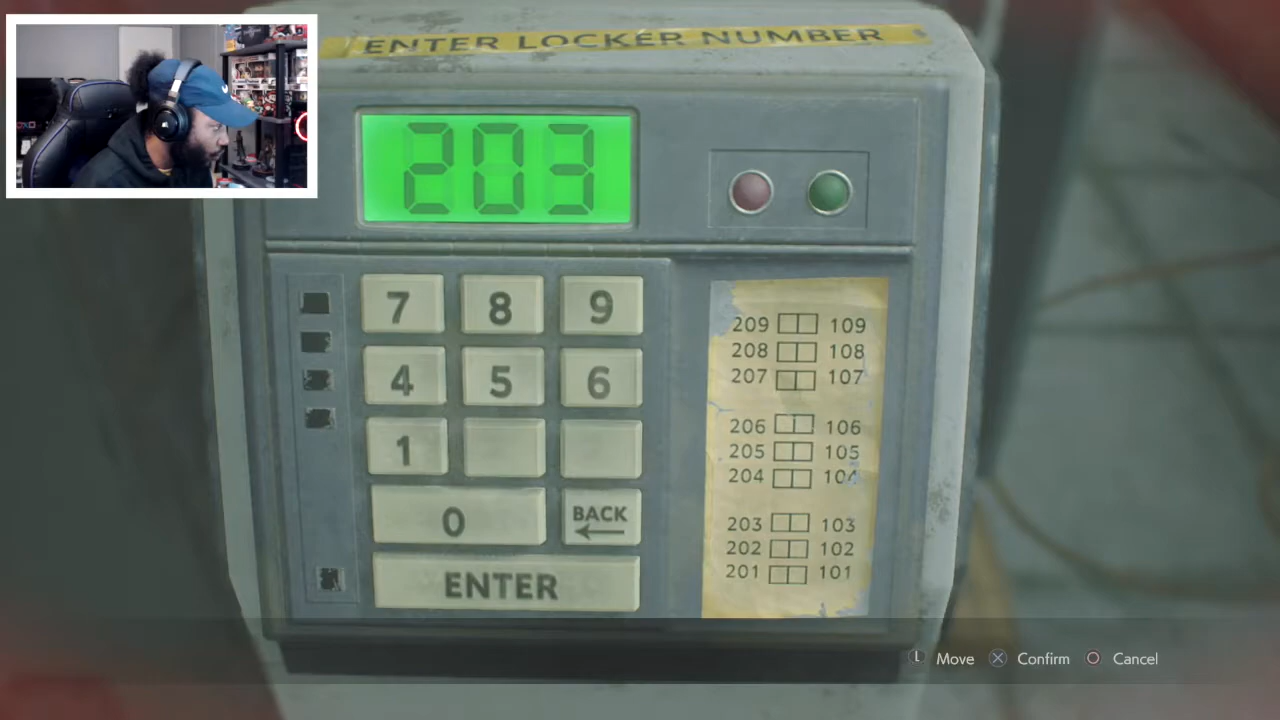 ENTER LOCKER NUMBER
203
7 8 9
4 5 6
1
0 BACK
ENTER
209 109
208 108
207 107
206 106
205 105
204 104
203 103
202 102
201 101
L Move Confirm Cancel